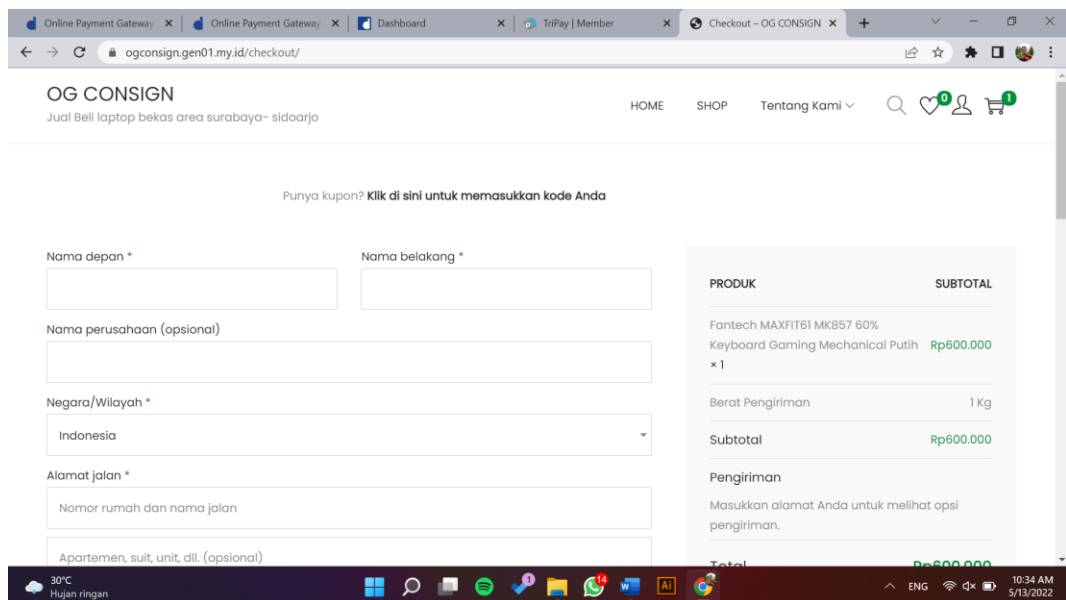 Online Payment Gateway
Online Payment Gateway
Dashboard
TriPay | Member
Checkout – OG CONSIGN
ogconsign.gen01.my.id/checkout/
OG CONSIGN
Jual Beli laptop bekas area surabaya- sidoarjo
HOME SHOP Tentang Kami
0
1
Punya kupon? Klik di sini untuk memasukkan kode Anda
Nama depan *
Nama belakang *
Nama perusahaan (opsional)
Negara/Wilayah *
Indonesia
Alamat jalan *
Nomor rumah dan nama jalan
Apartemen, suit, unit, dll. (opsional)
PRODUK SUBTOTAL
Fantech MAXFIT61 MK857 60%
Keyboard Gaming Mechanical Putih Rp600.000
× 1
Berat Pengiriman 1 Kg
Subtotal Rp600.000
Pengiriman
Masukkan alamat Anda untuk melihat opsi
pengiriman.
Total Rp600.000
30°C
Hujan ringan
1
14
W
Ai
ENG
10:34 AM
5/13/2022